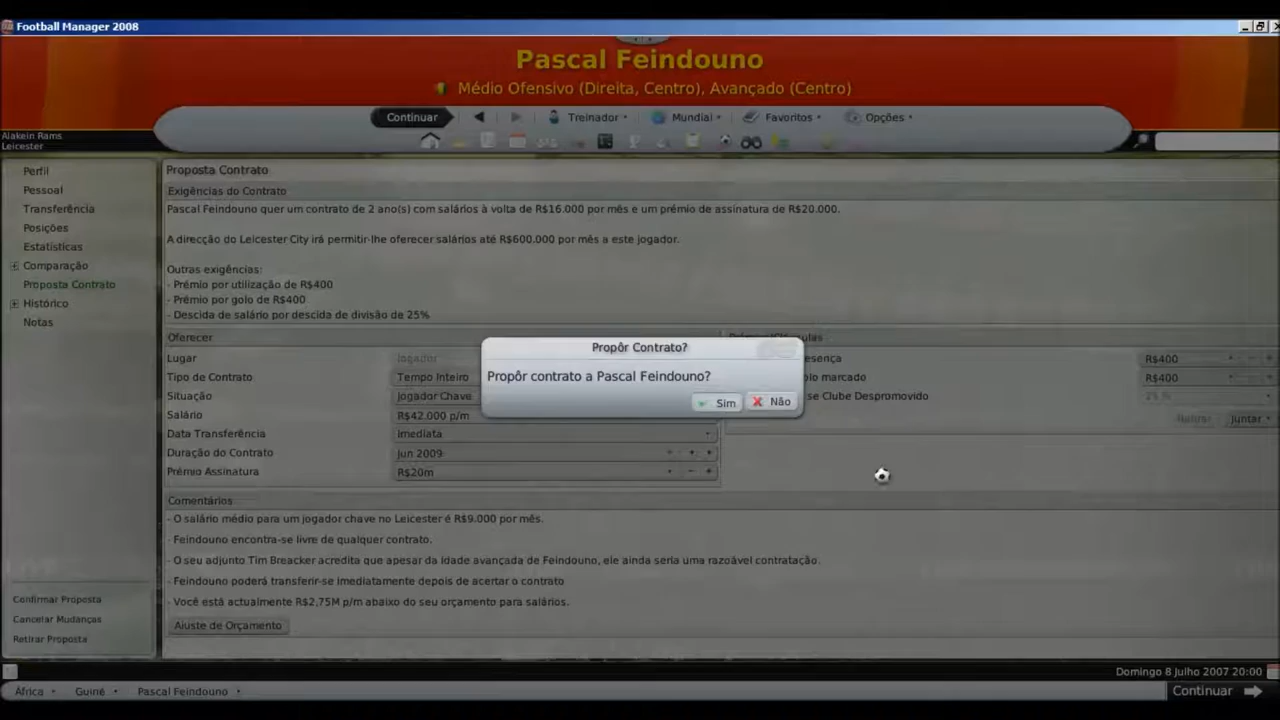 Football Manager 2008
Pascal Feindouno
Médio Ofensivo (Direita, Centro), Avançado (Centro)
Continuar Treinador Mundial Favoritos Opções
Alakein Rams
Leicester
Perfil
Pessoal
Transferência
Posições
Estatísticas
Comparação
Proposta Contrato
Histórico
Notas
Confirmar Proposta
Cancelar Mudanças
Retirar Proposta
Proposta Contrato
Exigências do Contrato
Pascal Feindouno quer um contrato de 2 ano(s) com salários à volta de R$16.000 por mês e um prémio de assinatura de R$20.000.
A direcção do Leicester City irá permitir-lhe oferecer salários até R$600.000 por mês a este jogador.
Outras exigências:
- Prémio por utilização de R$400
- Prémio por golo de R$400
- Descida de salário por descida de divisão de 25%
Oferecer
Lugar Jogador
Tipo de Contrato Tempo Inteiro
Situação Jogador Chave
Salário R$42.000 p/m
Data Transferência Imediata
Duração do Contrato Jun 2009
Prémio Assinatura R$20m
R$400
marcado R$400
se Clube Despromovido 25 %
Retirar Juntar
Propôr Contrato?
Propôr contrato a Pascal Feindouno?
Sim Não
Comentários
- O salário médio para um jogador chave no Leicester é R$9.000 por mês.
- Feindouno encontra-se livre de qualquer contrato.
- O seu adjunto Tim Breacker acredita que apesar da idade avançada de Feindouno, ele ainda seria uma razoável contratação.
- Feindouno poderá transferir-se imediatamente depois de acertar o contrato
- Você está actualmente R$2,75M p/m abaixo do seu orçamento para salários.
Ajuste de Orçamento
Domingo 8 Julho 2007 20:00
África Guiné Pascal Feindouno
Continuar